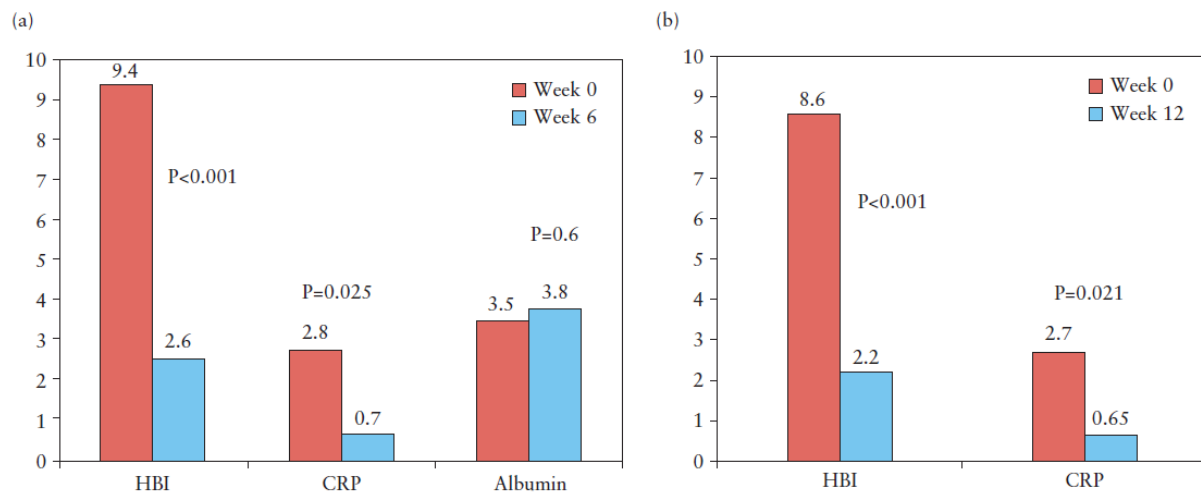 (a)
10
9
8
7
6
5
4
3
2
1
0
9.4
2.6
P<0.001
2.8
0.7
P=0.025
3.5
3.8
P=0.6
Week 0
Week 6
HBI
CRP
Albumin
(b)
10
9
8
7
6
5
4
3
2
1
0
8.6
2.2
P<0.001
2.7
0.65
P=0.021
Week 0
Week 12
HBI
CRP